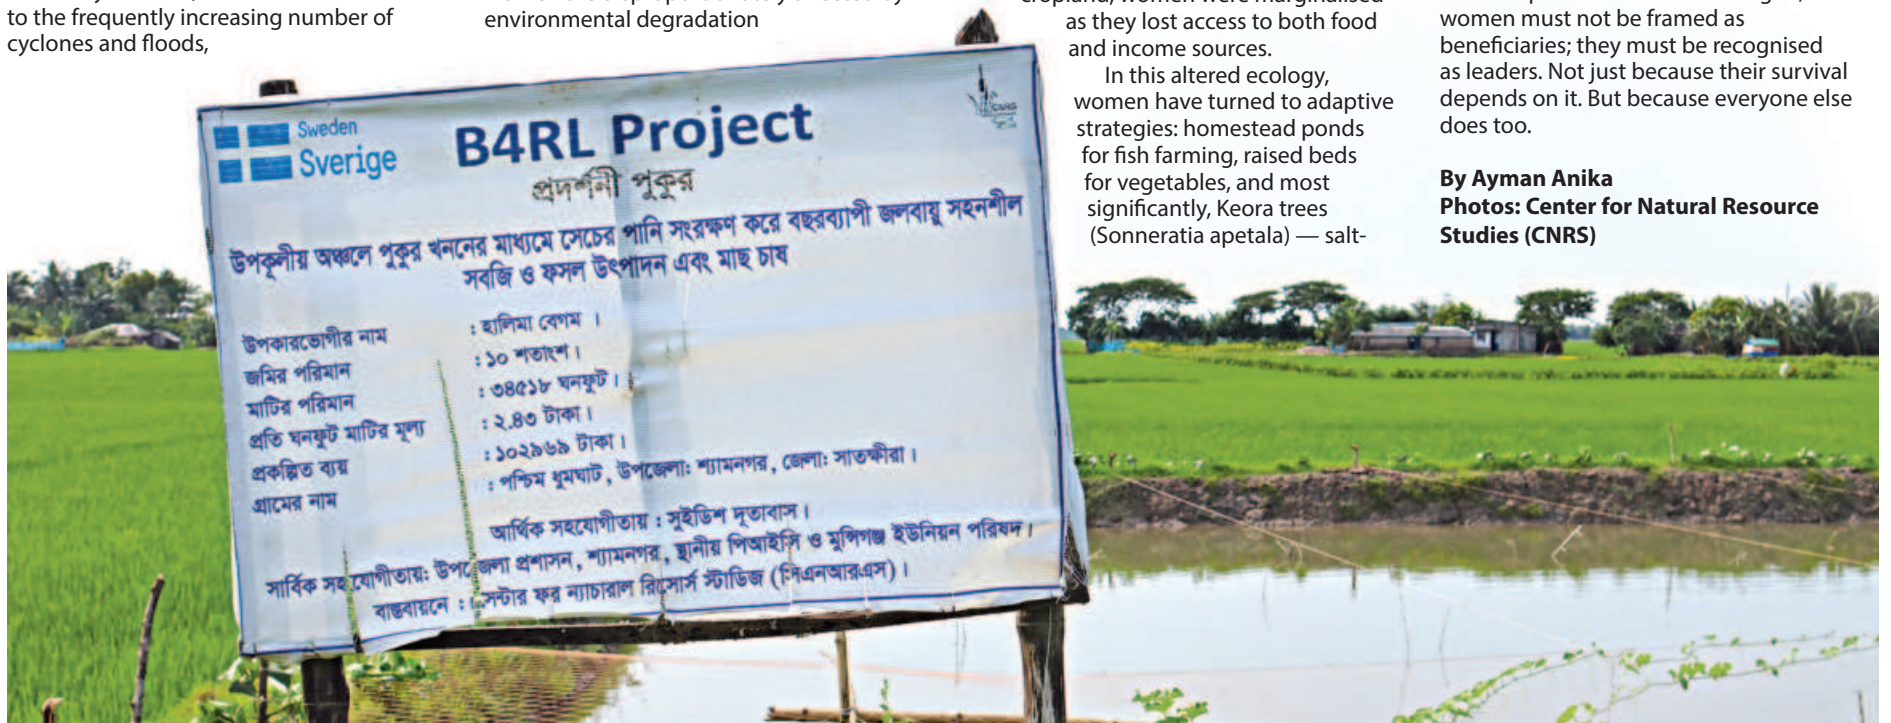 to the frequently increasing number of
cyclones and floods,
environmental degradation
as they lost access to both food
and income sources.
In this altered ecology,
women have turned to adaptive
strategies: homestead ponds
for fish farming, raised beds
for vegetables, and most
significantly, Keora trees
(Sonneratia apetala) — salt-
women must not be framed as
beneficiaries; they must be recognised
as leaders. Not just because their survival
depends on it. But because everyone else
does too.
By Ayman Anika
Photos: Center for Natural Resource
Studies (CNRS)
Sweden
Sverige
B4RL Project
CNRS
প্রদর্শনী পুকুর
উপকূলীয় অঞ্চলে পুকুর খননের মাধ্যমে সেচের পানি সংরক্ষণ করে বছরব্যাপী জলবায়ু সহনশীল
সবজি ও ফসল উৎপাদন এবং মাছ চাষ
উপকারভোগীর নাম : হালিমা বেগম ।
জমির পরিমান : ১০ শতাংশ ।
মাটির পরিমান : ৩৪৫১৮ ঘনফুট ।
প্রতি ঘনফুট মাটির মূল্য : ২.৪৩ টাকা ।
প্রকল্পিত ব্যয় : ১০২৯৬৯ টাকা ।
গ্রামের নাম : পশ্চিম ধুমঘাট, উপজেলা: শ্যামনগর, জেলা: সাতক্ষীরা ।
আর্থিক সহযোগীতায় : সুইডিশ দূতাবাস ।
সার্বিক সহযোগীতায়: উপজেলা প্রশাসন, শ্যামনগর, স্থানীয় পিআইসি ও মুন্সিগঞ্জ ইউনিয়ন পরিষদ ।
বাস্তবায়নে : সেন্টার ফর ন্যাচারাল রিসোর্স স্টাডিজ (সিএনআরএস) ।